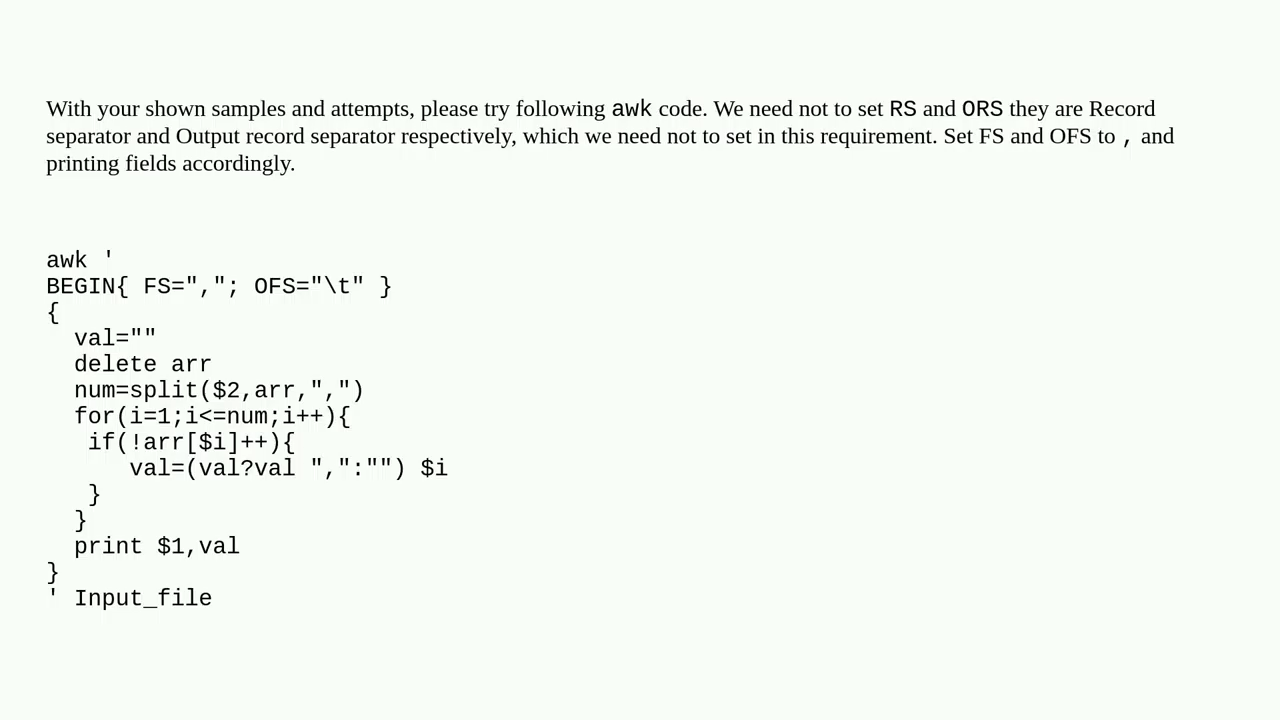 With your shown samples and attempts, please try following awk code. We need not to set RS and ORS they are Record
separator and Output record separator respectively, which we need not to set in this requirement. Set FS and OFS to , and
printing fields accordingly.
awk '
BEGIN{ FS=","; OFS="\t" }
{
  val=""
  delete arr
  num=split($2,arr,",")
  for(i=1;i<=num;i++){
   if(!arr[$i]++){
      val=(val?val ",":"") $i
   }
  }
  print $1,val
}
' Input_file